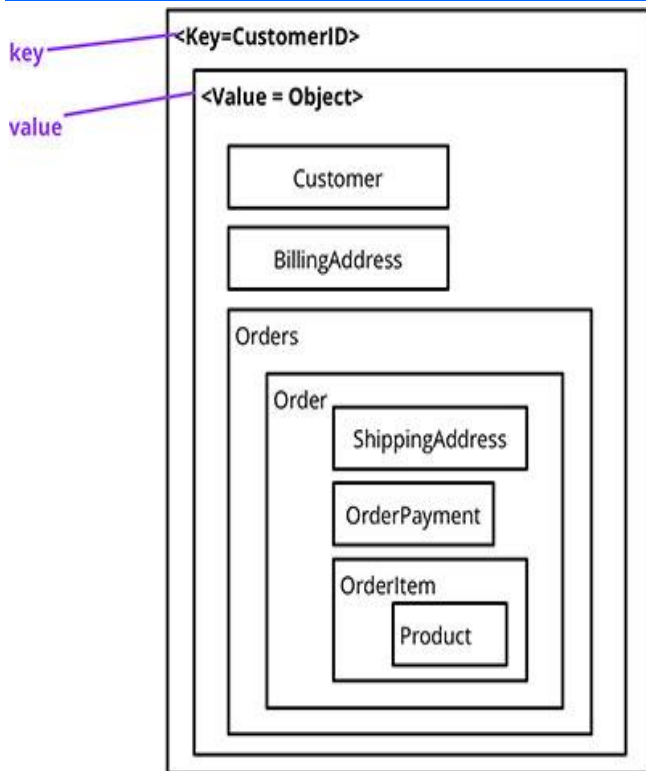 key
<Key=CustomerID>
value
<Value = Object>
Customer
BillingAddress
Orders
Order
ShippingAddress
OrderPayment
OrderItem
Product